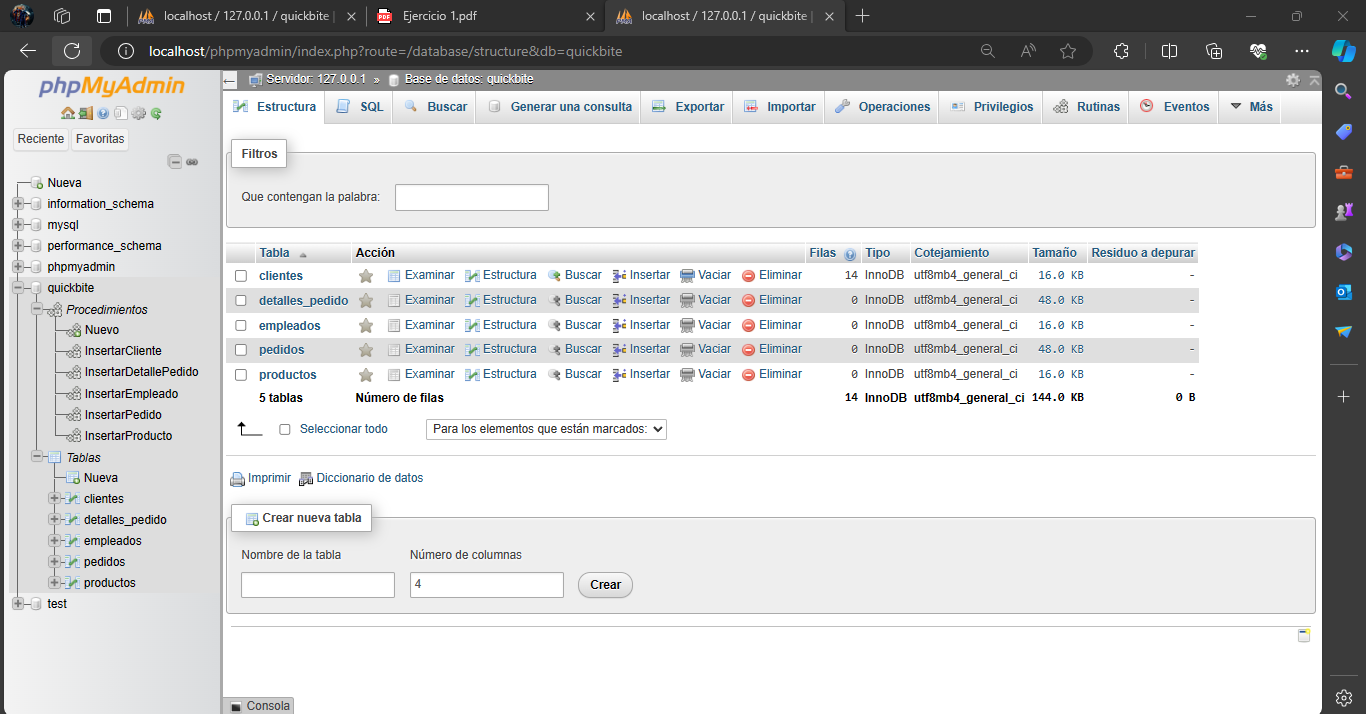 localhost / 127.0.0.1 / quickbite |
Ejercicio 1.pdf
localhost / 127.0.0.1 / quickbite |
localhost/phpmyadmin/index.php?route=/database/structure&db=quickbite
phpMyAdmin
Reciente Favoritas
Nueva
information_schema
mysql
performance_schema
phpmyadmin
quickbite
Procedimientos
Nuevo
InsertarCliente
InsertarDetallePedido
InsertarEmpleado
InsertarPedido
InsertarProducto
Tablas
Nueva
clientes
detalles_pedido
empleados
pedidos
productos
test
Servidor: 127.0.0.1 » Base de datos: quickbite
Estructura SQL Buscar Generar una consulta Exportar Importar Operaciones Privilegios Rutinas Eventos Más
Filtros
Que contengan la palabra:
Tabla Acción Filas Tipo Cotejamiento Tamaño Residuo a depurar
clientes Examinar Estructura Buscar Insertar Vaciar Eliminar 14 InnoDB utf8mb4_general_ci 16.0 KB -
detalles_pedido Examinar Estructura Buscar Insertar Vaciar Eliminar 0 InnoDB utf8mb4_general_ci 48.0 KB -
empleados Examinar Estructura Buscar Insertar Vaciar Eliminar 0 InnoDB utf8mb4_general_ci 16.0 KB -
pedidos Examinar Estructura Buscar Insertar Vaciar Eliminar 0 InnoDB utf8mb4_general_ci 48.0 KB -
productos Examinar Estructura Buscar Insertar Vaciar Eliminar 0 InnoDB utf8mb4_general_ci 16.0 KB -
5 tablas Número de filas 14 InnoDB utf8mb4_general_ci 144.0 KB 0 B
Seleccionar todo Para los elementos que están marcados:
Imprimir Diccionario de datos
Crear nueva tabla
Nombre de la tabla Número de columnas
4 Crear
Consola